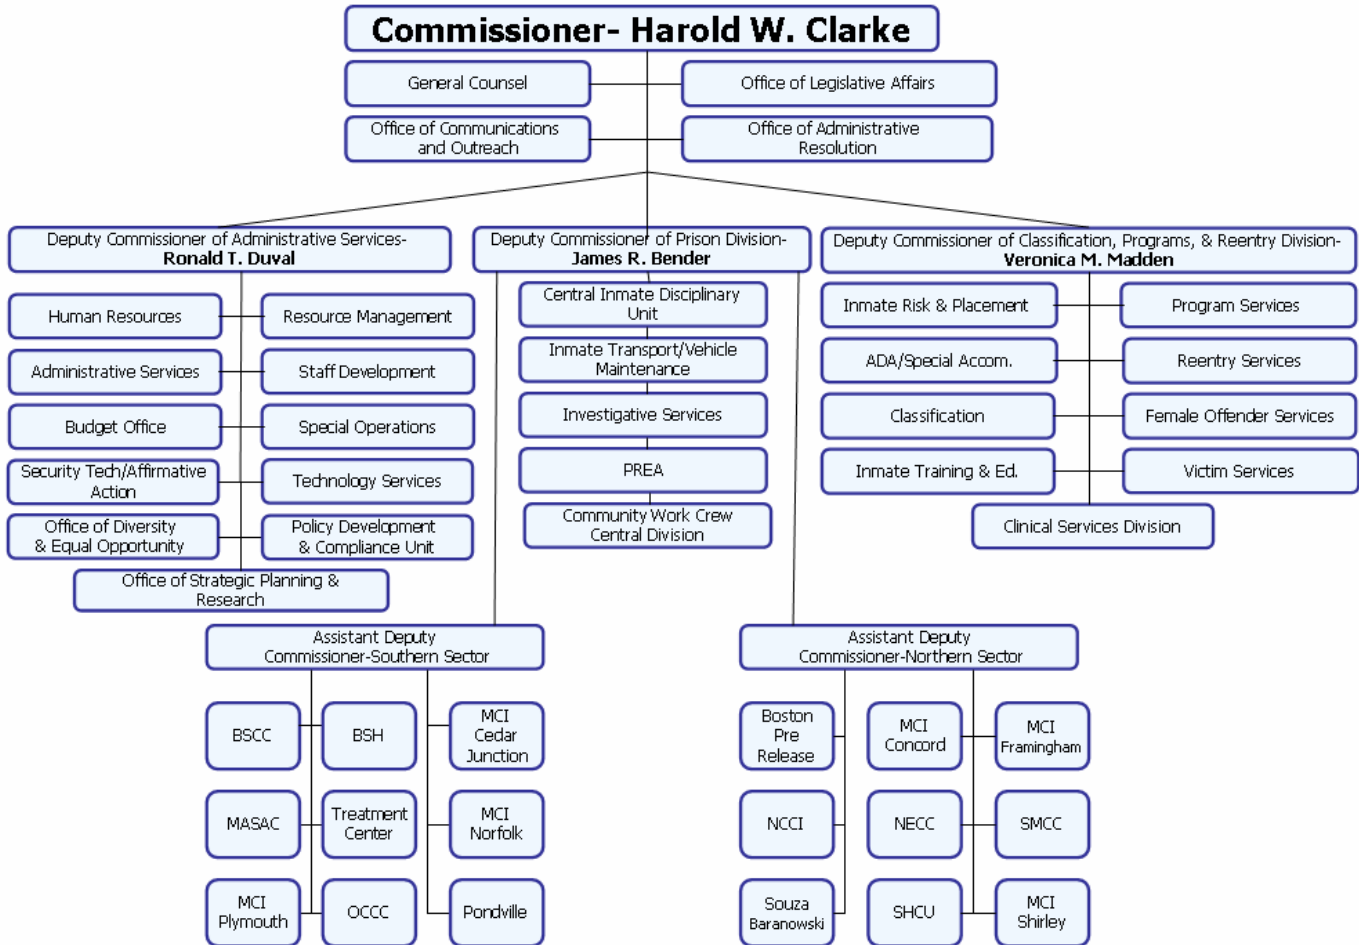 Commissioner- Harold W. Clarke
General Counsel
Office of Legislative Affairs
Office of Communications
and Outreach
Office of Administrative
Resolution
Deputy Commissioner of Administrative Services-
Ronald T. Duval
Deputy Commissioner of Prison Division-
James R. Bender
Deputy Commissioner of Classification, Programs, & Reentry Division-
Veronica M. Madden
Human Resources
Resource Management
Administrative Services
Staff Development
Budget Office
Special Operations
Security Tech/Affirmative
Action
Technology Services
Office of Diversity
& Equal Opportunity
Policy Development
& Compliance Unit
Office of Strategic Planning &
Research
Central Inmate Disciplinary
Unit
Inmate Transport/Vehicle
Maintenance
Investigative Services
PREA
Community Work Crew
Central Division
Inmate Risk & Placement
Program Services
ADA/Special Accom.
Reentry Services
Classification
Female Offender Services
Inmate Training & Ed.
Victim Services
Clinical Services Division
Assistant Deputy
Commissioner-Southern Sector
BSCC
BSH
MCI
Cedar
Junction
MASAC
Treatment
Center
MCI
Norfolk
MCI
Plymouth
OCCC
Pondville
Assistant Deputy
Commissioner-Northern Sector
Boston
Pre
Release
MCI
Concord
MCI
Framingham
NCCI
NECC
SMCC
Souza
Baranowski
SHCU
MCI
Shirley